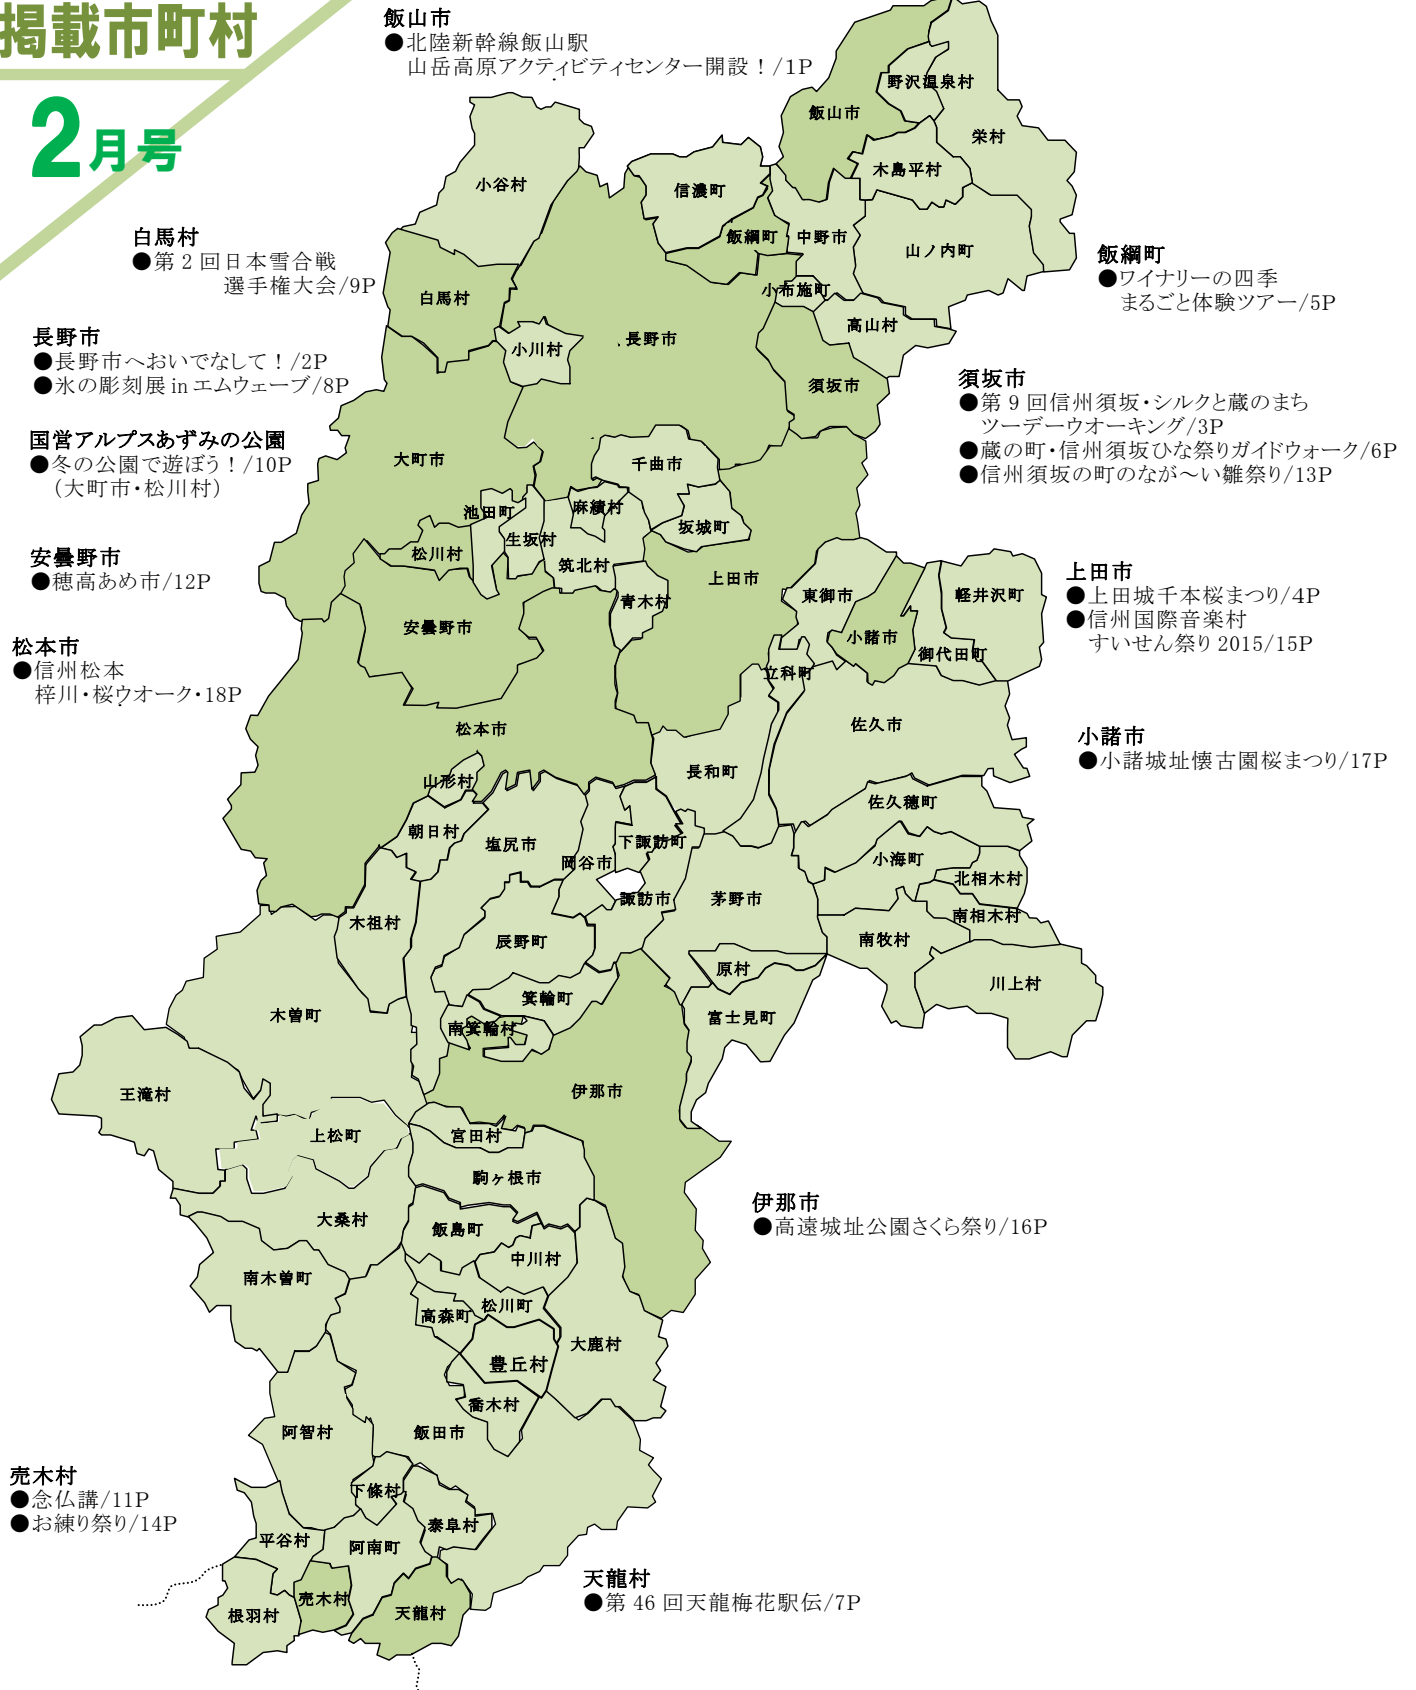 掲載市町村
2月号
飯山市
●北陸新幹線飯山駅
山岳高原アクティビティセンター開設！/1P
白馬村
●第2回日本雪合戦
選手権大会/9P
長野市
●長野市へおいでなして！/2P
●氷の彫刻展 in エムウェーブ/8P
国営アルプスあずみの公園
●冬の公園で遊ぼう！/10P
（大町市・松川村）
安曇野市
●穂高あめ市/12P
松本市
●信州松本
梓川・桜ウオーク・18P
飯綱町
●ワイナリーの四季
まるごと体験ツアー/5P
須坂市
●第9回信州須坂・シルクと蔵のまち
ツーデーウオーキング/3P
●蔵の町・信州須坂ひな祭りガイドウォーク/6P
●信州須坂の町のなが～い雛祭り/13P
上田市
●上田城千本桜まつり/4P
●信州国際音楽村
すいせん祭り 2015/15P
小諸市
●小諸城址懐古園桜まつり/17P
伊那市
●高遠城址公園さくら祭り/16P
売木村
●念仏講/11P
●お練り祭り/14P
天龍村
●第46回天龍梅花駅伝/7P
野沢温泉村
飯山市
栄村
木島平村
小谷村
信濃町
飯綱町
中野市
山ノ内町
白馬村
小布施町
高山村
長野市
小川村
須坂市
大町市
千曲市
池田町
麻績村
坂城町
生坂村
松川村
筑北村
上田市
青木村
東御市
軽井沢町
安曇野市
小諸市
御代田町
立科町
松本市
佐久市
山形村
長和町
佐久穂町
朝日村
塩尻市
下諏訪町
岡谷市
小海町
北相木村
諏訪市
茅野市
南相木村
木祖村
辰野町
南牧村
原村
川上村
箕輪町
木曽町
南箕輪村
富士見町
王滝村
伊那市
上松町
宮田村
駒ヶ根市
大桑村
飯島町
中川村
南木曽町
松川町
高森町
大鹿村
豊丘村
喬木村
阿智村
飯田市
下條村
泰阜村
平谷村
阿南町
売木村
天龍村
根羽村